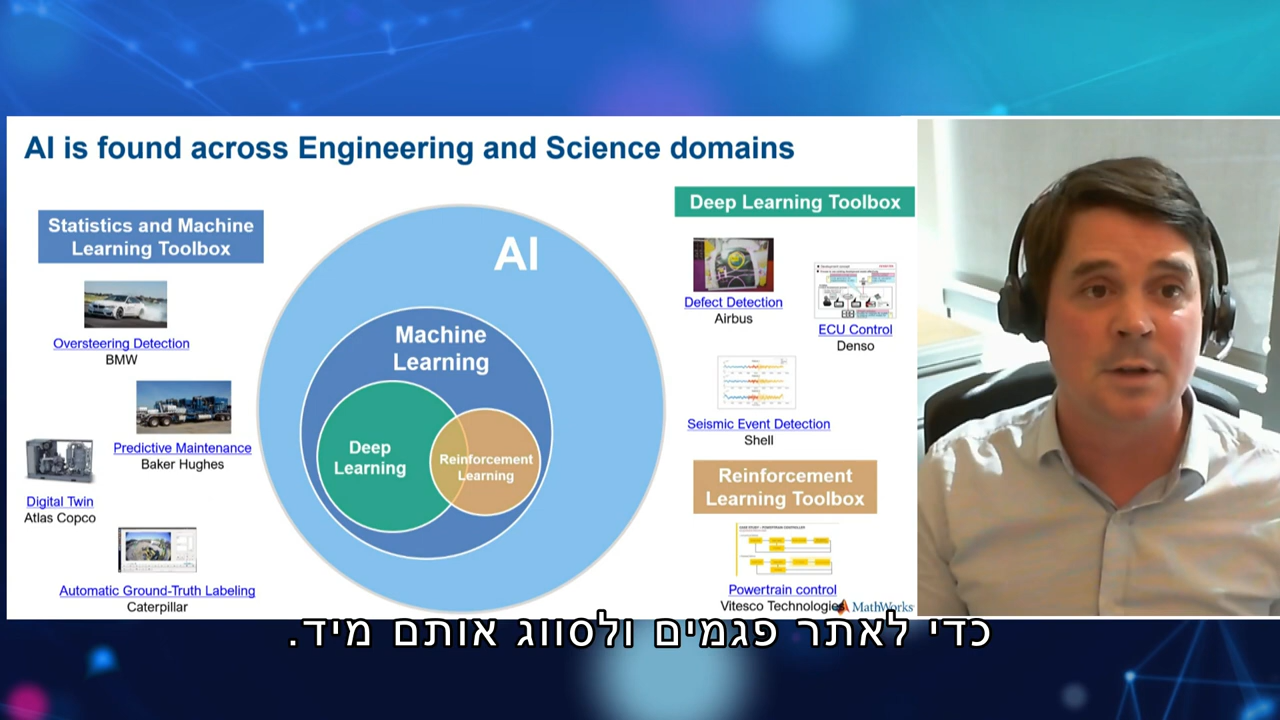 AI is found across Engineering and Science domains
Statistics and Machine
Learning Toolbox
Oversteering Detection
BMW
Predictive Maintenance
Baker Hughes
Digital Twin
Atlas Copco
Automatic Ground-Truth Labeling
Caterpillar
AI
Machine
Learning
Deep
Learning
Reinforcement
Learning
Deep Learning Toolbox
Defect Detection
Airbus
ECU Control
Denso
Seismic Event Detection
Shell
Reinforcement
Learning Toolbox
Powertrain control
Vitesco Technologies
MathWorks
כדי לאתר פגמים ולסווג אותם מיד.